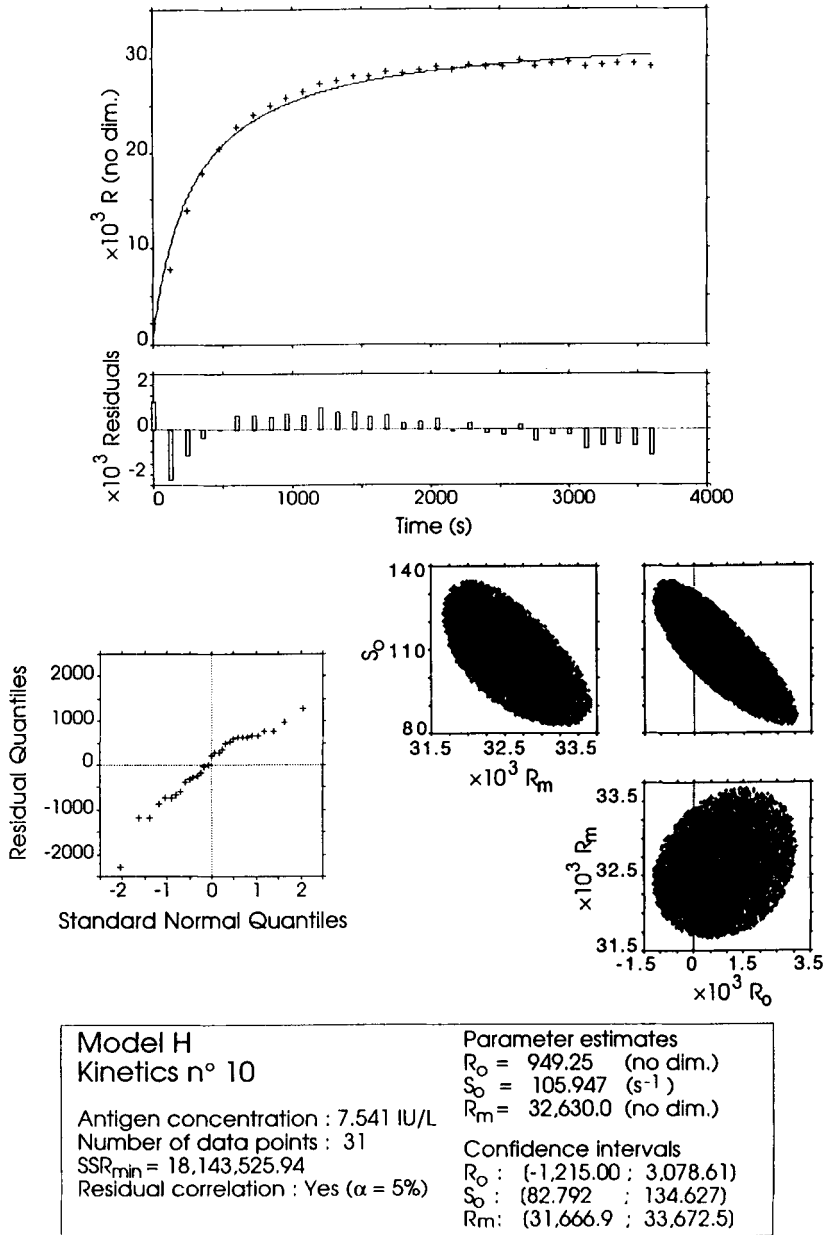 ×10³ R (no dim.)
30
20
10
0
×10³ Residuals
2
0
-2
0
1000
2000
3000
4000
Time (s)
Residual Quantiles
2000
1000
0
-1000
-2000
-2
-1
0
1
2
Standard Normal Quantiles
S₀
140
110
80
31.5
32.5
33.5
×10³ Rₘ
×10³ Rₘ
33.5
32.5
31.5
-1.5
0
1.5
3.5
×10³ R₀
Model H
Kinetics n° 10
Antigen concentration : 7.541 IU/L
Number of data points : 31
SSRₘᵢₙ = 18,143,525.94
Residual correlation : Yes (α = 5%)
Parameter estimates
R₀ = 949.25 (no dim.)
S₀ = 105.947 (s⁻¹)
Rₘ = 32,630.0 (no dim.)
Confidence intervals
R₀ : (-1,215.00 ; 3,078.61)
S₀ : (82.792 ; 134.627)
Rₘ: (31,666.9 ; 33,672.5)